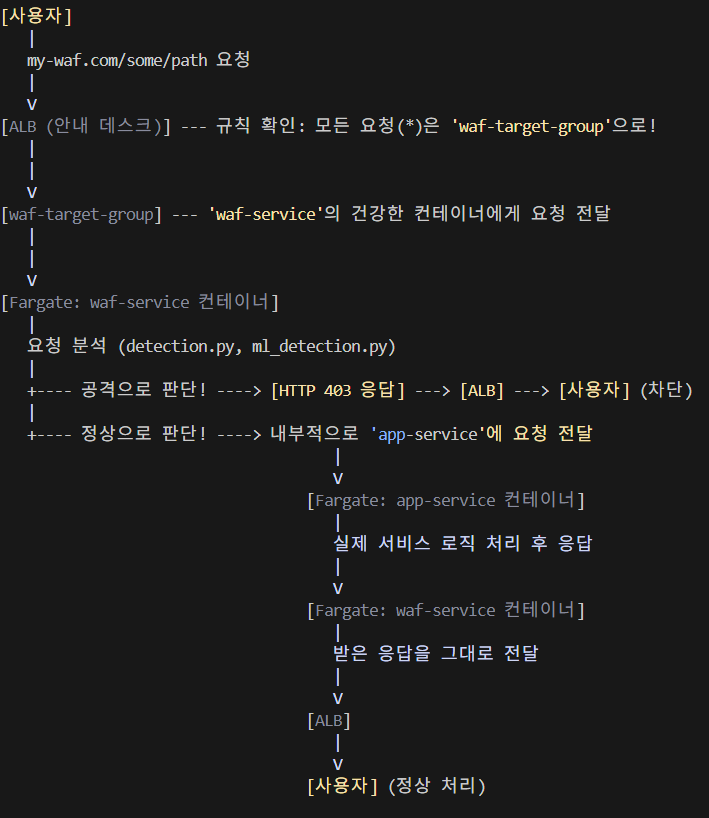 [사용자]
|
my-waf.com/some/path 요청
|
v
[ALB (안내 데스크)] --- 규칙 확인: 모든 요청(*)은 'waf-target-group'으로!
|
|
v
[waf-target-group] --- 'waf-service'의 건강한 컨테이너에게 요청 전달
|
|
v
[Fargate: waf-service 컨테이너]
|
요청 분석 (detection.py, ml_detection.py)
|
+---- 공격으로 판단! ----> [HTTP 403 응답] ---> [ALB] ---> [사용자] (차단)
|
+---- 정상으로 판단! ----> 내부적으로 'app-service'에 요청 전달
|
v
[Fargate: app-service 컨테이너]
|
실제 서비스 로직 처리 후 응답
|
v
[Fargate: waf-service 컨테이너]
|
받은 응답을 그대로 전달
|
v
[ALB]
|
v
[사용자] (정상 처리)